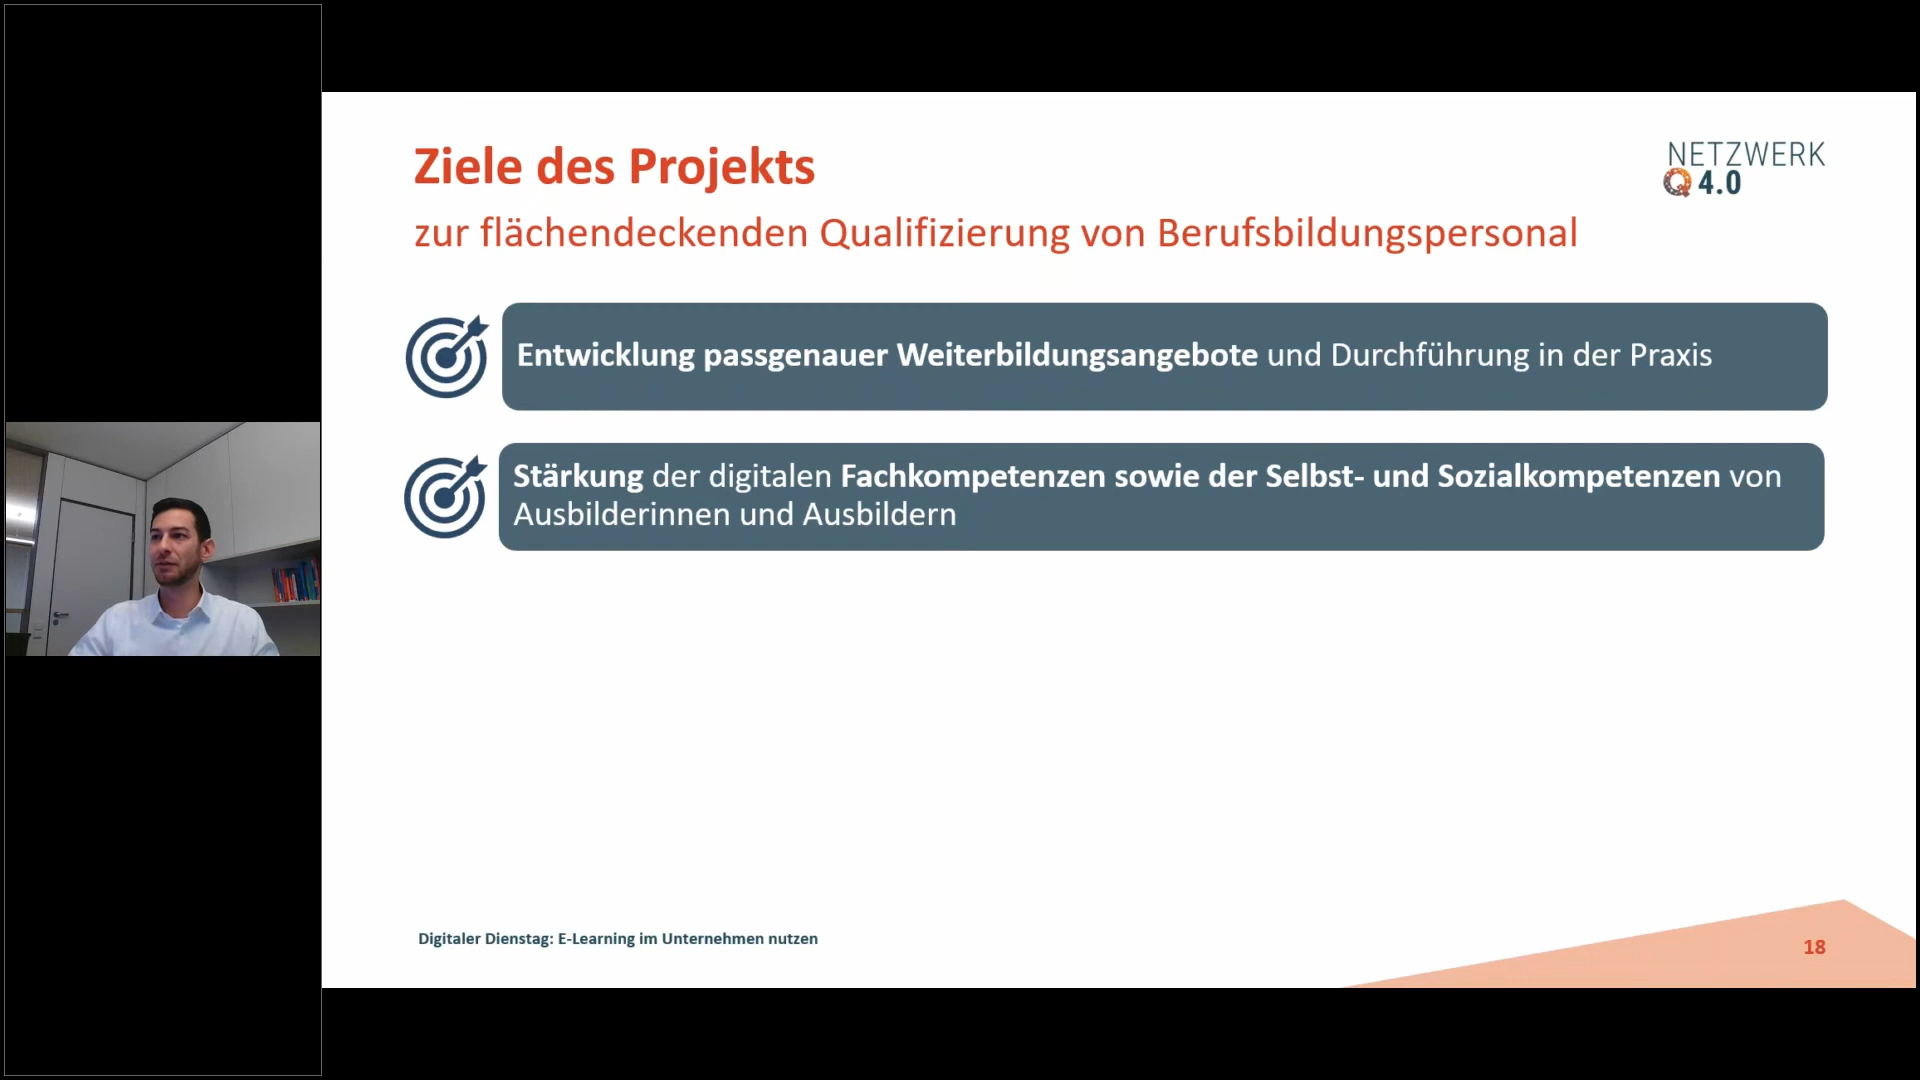 Ziele des Projekts
NETZWERK
Q 4.0
zur flächendeckenden Qualifizierung von Berufsbildungspersonal
Entwicklung passgenauer Weiterbildungsangebote und Durchführung in der Praxis
Stärkung der digitalen Fachkompetenzen sowie der Selbst- und Sozialkompetenzen von
Ausbilderinnen und Ausbildern
Digitaler Dienstag: E-Learning im Unternehmen nutzen
18